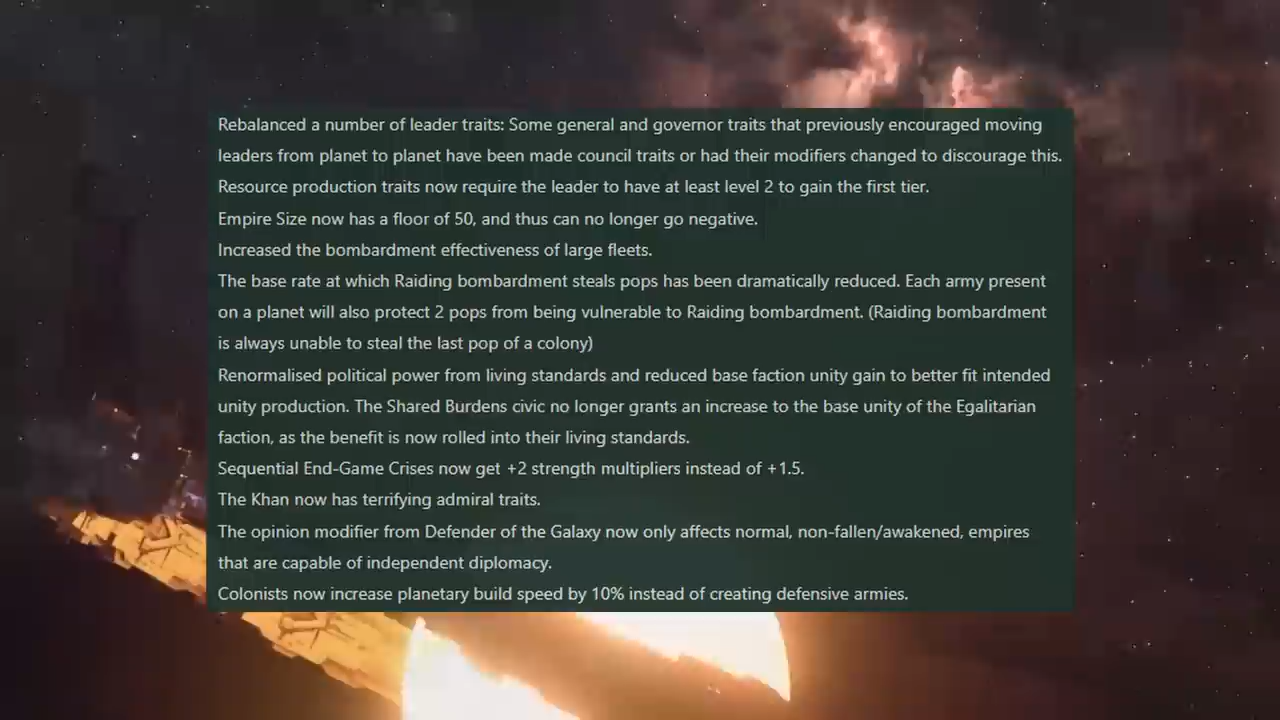 Rebalanced a number of leader traits: Some general and governor traits that previously encouraged moving
leaders from planet to planet have been made council traits or had their modifiers changed to discourage this.
Resource production traits now require the leader to have at least level 2 to gain the first tier.
Empire Size now has a floor of 50, and thus can no longer go negative.
Increased the bombardment effectiveness of large fleets.
The base rate at which Raiding bombardment steals pops has been dramatically reduced. Each army present
on a planet will also protect 2 pops from being vulnerable to Raiding bombardment. (Raiding bombardment
is always unable to steal the last pop of a colony)
Renormalised political power from living standards and reduced base faction unity gain to better fit intended
unity production. The Shared Burdens civic no longer grants an increase to the base unity of the Egalitarian
faction, as the benefit is now rolled into their living standards.
Sequential End-Game Crises now get +2 strength multipliers instead of +1.5.
The Khan now has terrifying admiral traits.
The opinion modifier from Defender of the Galaxy now only affects normal, non-fallen/awakened, empires
that are capable of independent diplomacy.
Colonists now increase planetary build speed by 10% instead of creating defensive armies.